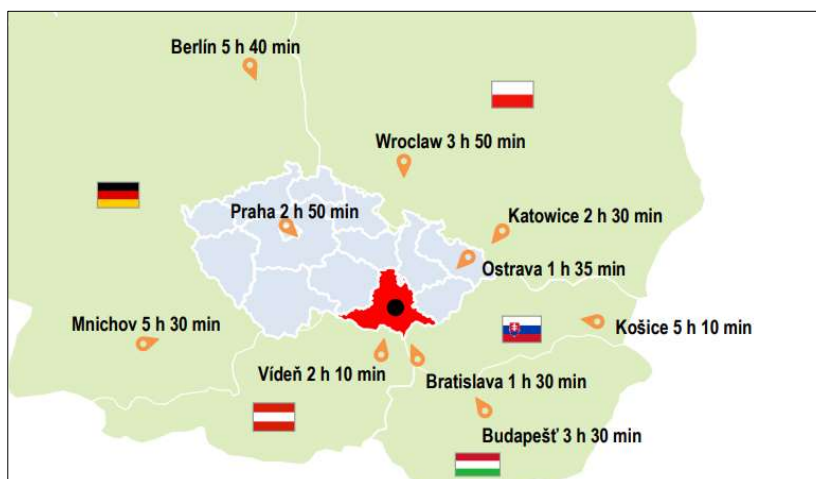 Berlín 5 h 40 min
Wroclaw 3 h 50 min
Praha 2 h 50 min
Katowice 2 h 30 min
Ostrava 1 h 35 min
Mnichov 5 h 30 min
Košice 5 h 10 min
Vídeň 2 h 10 min
Bratislava 1 h 30 min
Budapešť 3 h 30 min